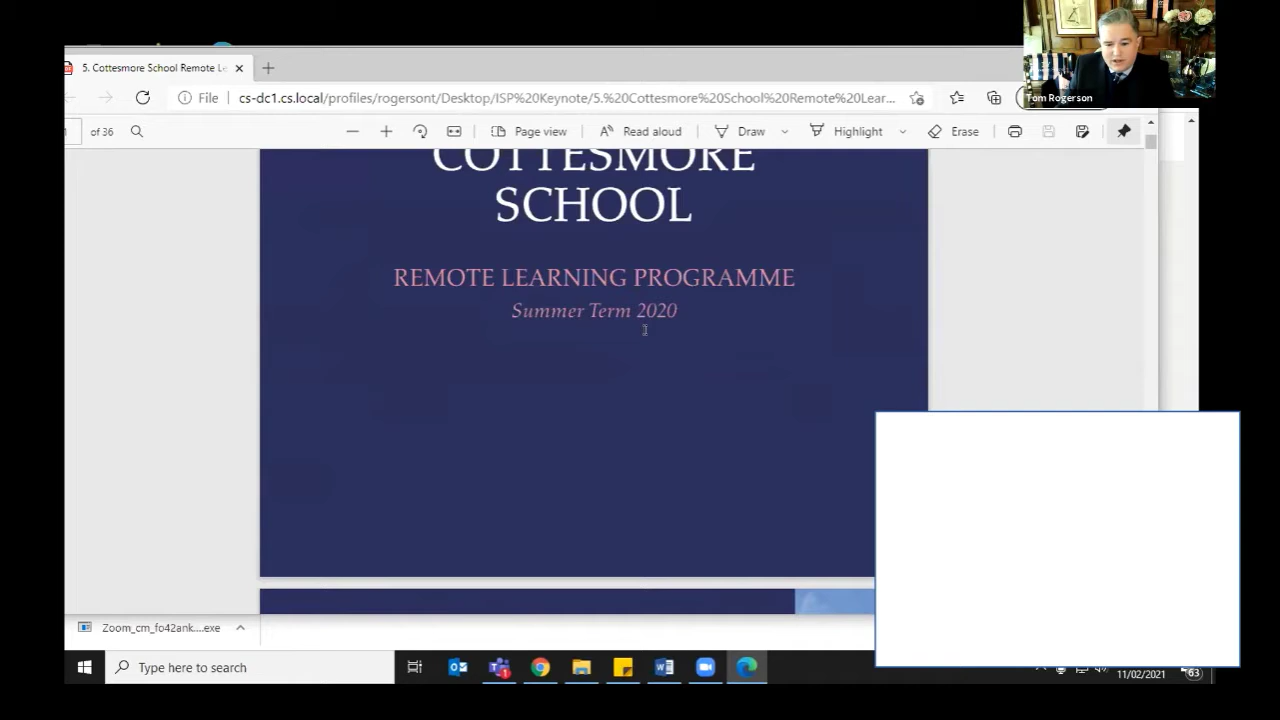 Tom Rogerson
5. Cottesmore School Remote Le
File
cs-dc1.cs.local/profiles/rogersont/Desktop/ISP%20Keynote/5.%20Cottesmore%20School%20Remote%20Lear...
1 of 36
Page view
Read aloud
Draw
Highlight
Erase
COTTESMORE
SCHOOL
REMOTE LEARNING PROGRAMME
Summer Term 2020
Zoom_cm_fo42ank....exe
Type here to search
11/02/2021
63